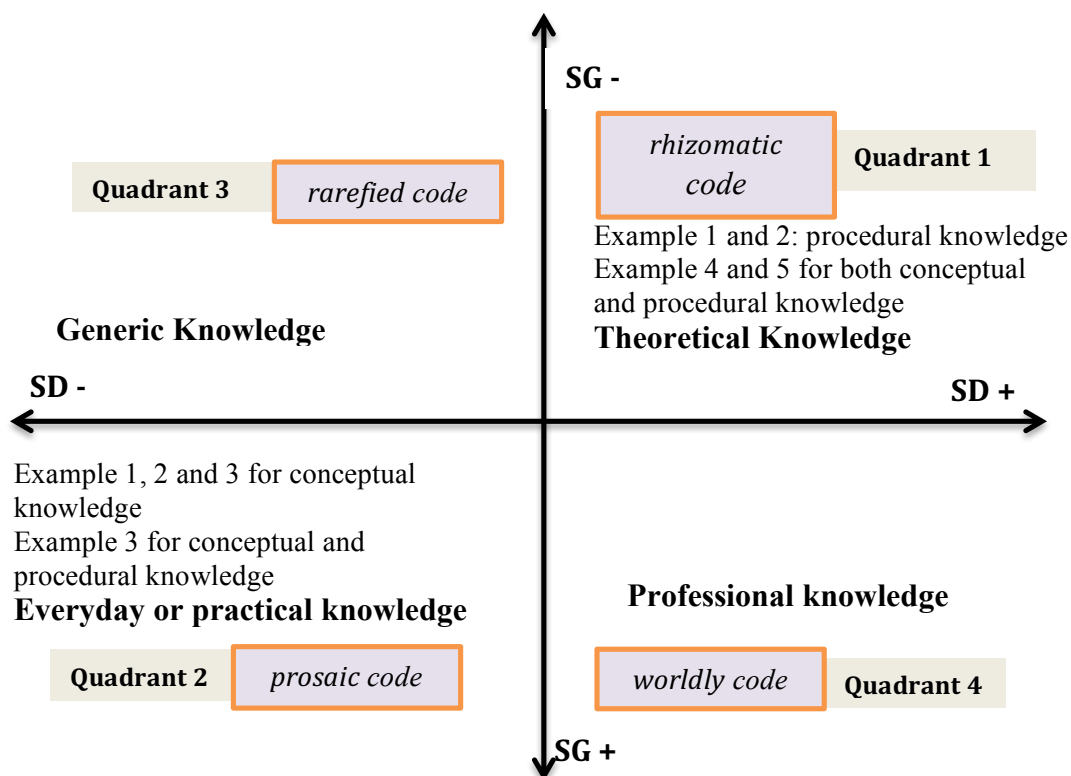 SG -
rhizomatic
code
Quadrant 1
Quadrant 3
rarefied code
Example 1 and 2: procedural knowledge
Example 4 and 5 for both conceptual
and procedural knowledge
Generic Knowledge
Theoretical Knowledge
SD -
SD +
Example 1, 2 and 3 for conceptual
knowledge
Example 3 for conceptual and
procedural knowledge
Everyday or practical knowledge
Professional knowledge
Quadrant 2
prosaic code
worldly code
Quadrant 4
SG +